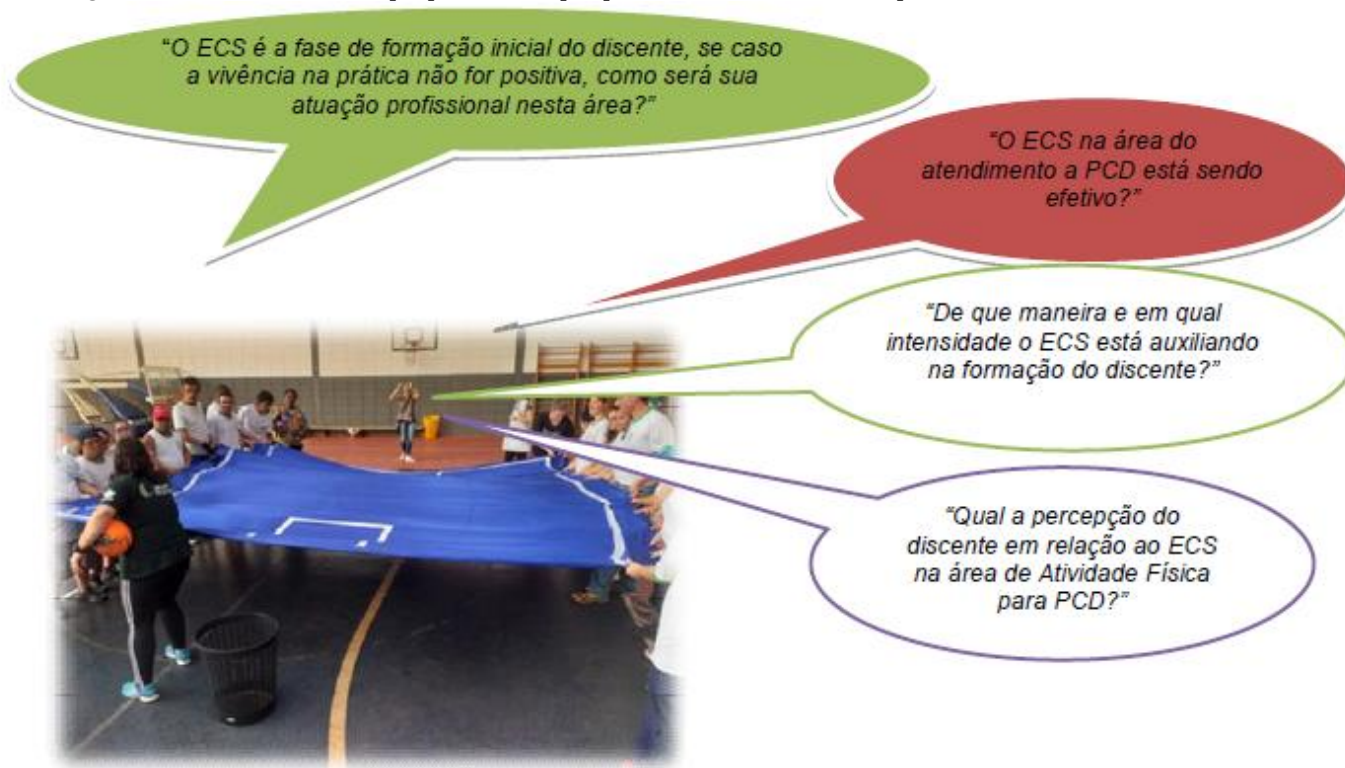 “O ECS é a fase de formação inicial do discente, se caso
a vivência na prática não for positiva, como será sua
atuação profissional nesta área?”
“O ECS na área do
atendimento a PCD está sendo
efetivo?”
“De que maneira e em qual
intensidade o ECS está auxiliando
na formação do discente?”
“Qual a percepção do
discente em relação ao ECS
na área de Atividade Física
para PCD?”